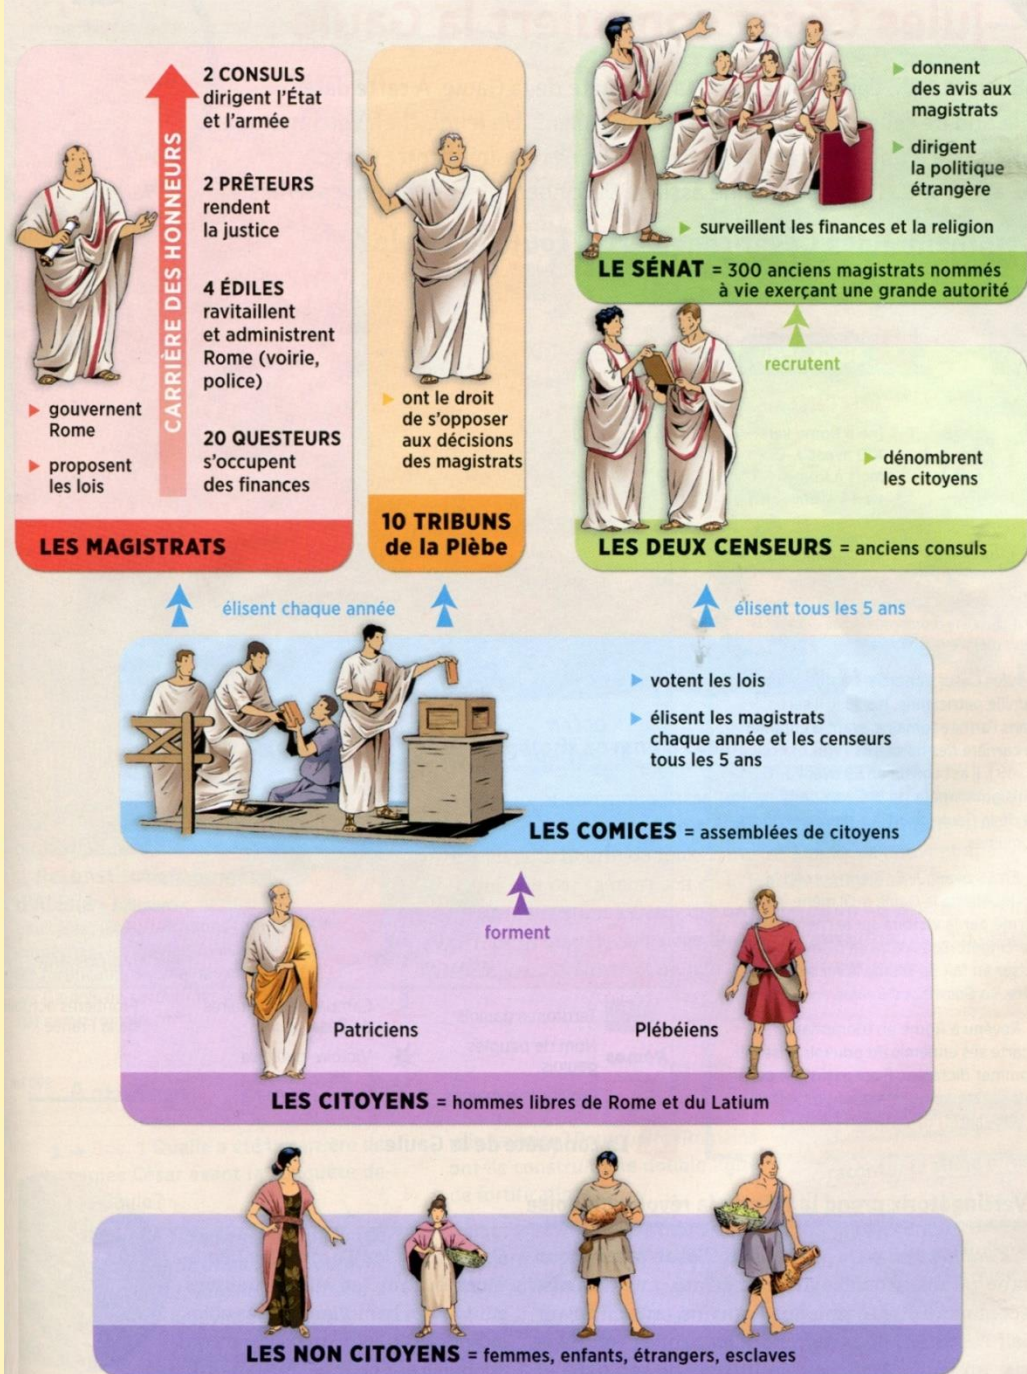 2 CONSULS
dirigent l'État
et l'armée
2 PRÊTEURS
rendent
la justice
4 ÉDILES
ravitaillent
et administrent
Rome (voirie,
police)
20 QUESTEURS
s'occupent
des finances
CARRIÈRE DES HONNEURS
▶ gouvernent
Rome
▶ proposent
les lois
LES MAGISTRATS
▶ ont le droit
de s'opposer
aux décisions
des magistrats
10 TRIBUNS
de la Plèbe
▶ donnent
des avis aux
magistrats
▶ dirigent
la politique
étrangère
▶ surveillent les finances et la religion
LE SÉNAT = 300 anciens magistrats nommés
à vie exerçant une grande autorité
recrutent
▶ dénombrent
les citoyens
LES DEUX CENSEURS = anciens consuls
élisent chaque année
élisent tous les 5 ans
▶ votent les lois
▶ élisent les magistrats
chaque année et les censeurs
tous les 5 ans
LES COMICES = assemblées de citoyens
forment
Patriciens
Plébéiens
LES CITOYENS = hommes libres de Rome et du Latium
LES NON CITOYENS = femmes, enfants, étrangers, esclaves